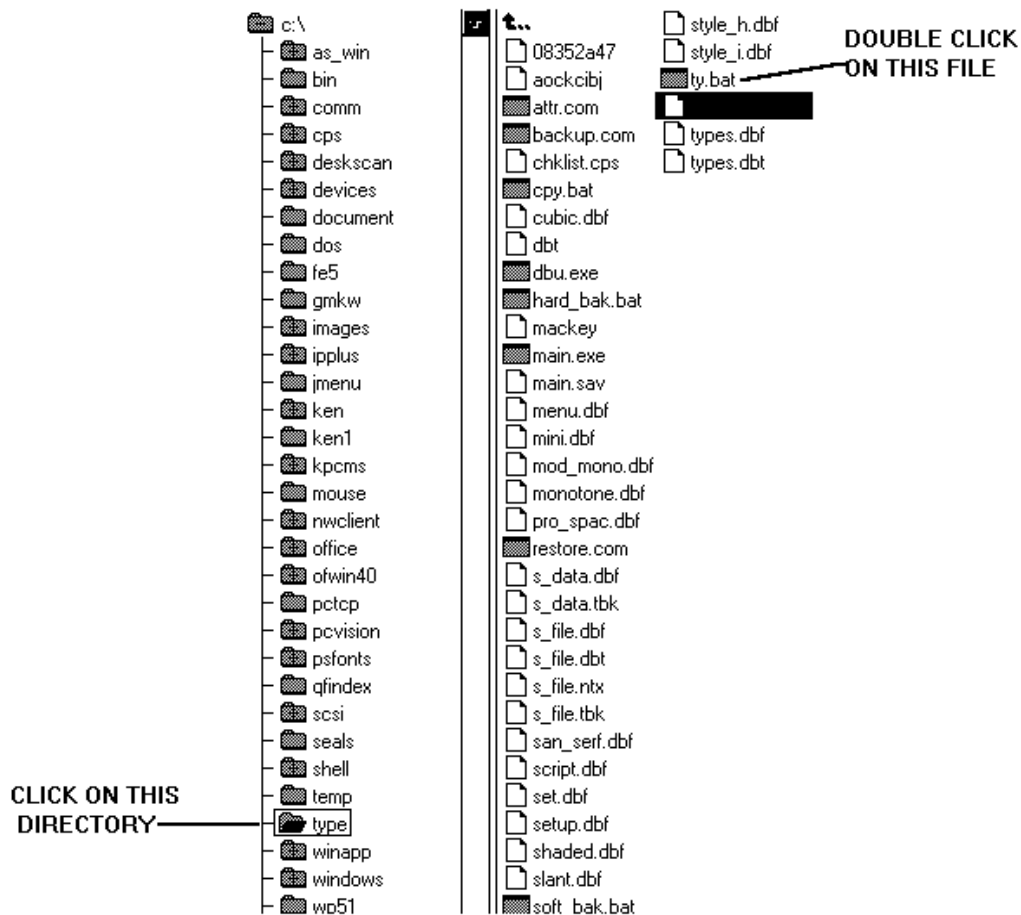 c:\
as_win
bin
comm
cps
deskscan
devices
document
dos
fe5
gmkw
images
ipplus
jmenu
ken
ken1
kpcms
mouse
nwclient
office
ofwin40
pctcp
pcvision
psfonts
qfindex
scsi
seals
shell
temp
type
winapp
windows
wp51
CLICK ON THIS
DIRECTORY
..
08352a47
aockcibj
attr.com
backup.com
chklist.cps
cpy.bat
cubic.dbf
dbt
dbu.exe
hard_bak.bat
mackey
main.exe
main.sav
menu.dbf
mini.dbf
mod_mono.dbf
monotone.dbf
pro_spac.dbf
restore.com
s_data.dbf
s_data.tbk
s_file.dbf
s_file.dbt
s_file.ntx
s_file.tbk
san_serf.dbf
script.dbf
set.dbf
setup.dbf
shaded.dbf
slant.dbf
soft_bak.bat
style_h.dbf
style_i.dbf
ty.bat
types.dbf
types.dbt
DOUBLE CLICK
ON THIS FILE